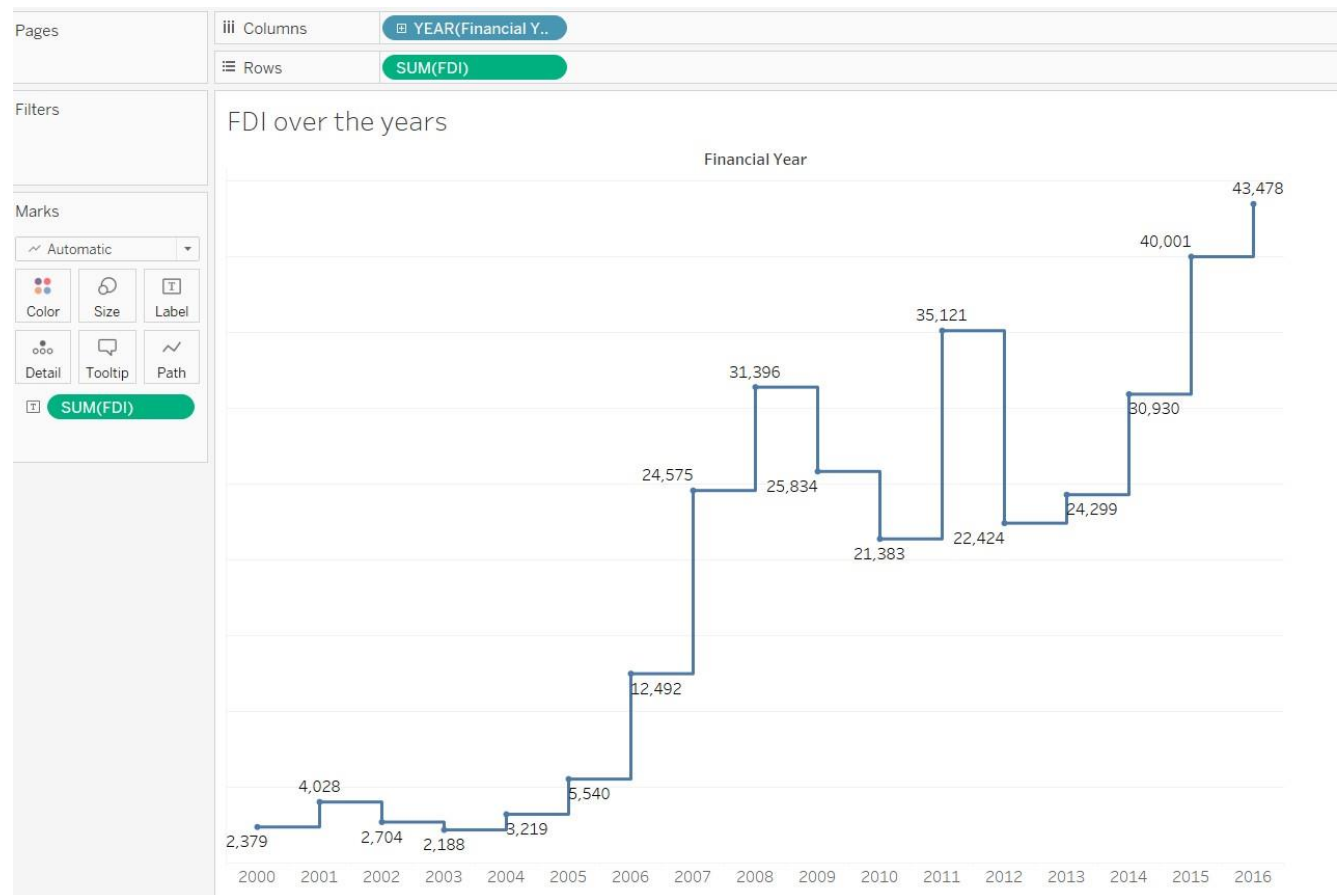 Pages
Columns
YEAR(Financial Y..
Rows
SUM(FDI)
Filters
FDI over the years
Financial Year
Marks
Automatic
Color
Size
Label
Detail
Tooltip
Path
SUM(FDI)
43,478
40,001
35,121
31,396
30,930
24,575
25,834
24,299
22,424
21,383
12,492
5,540
4,028
3,219
2,704
2,379
2,188
2000 2001 2002 2003 2004 2005 2006 2007 2008 2009 2010 2011 2012 2013 2014 2015 2016